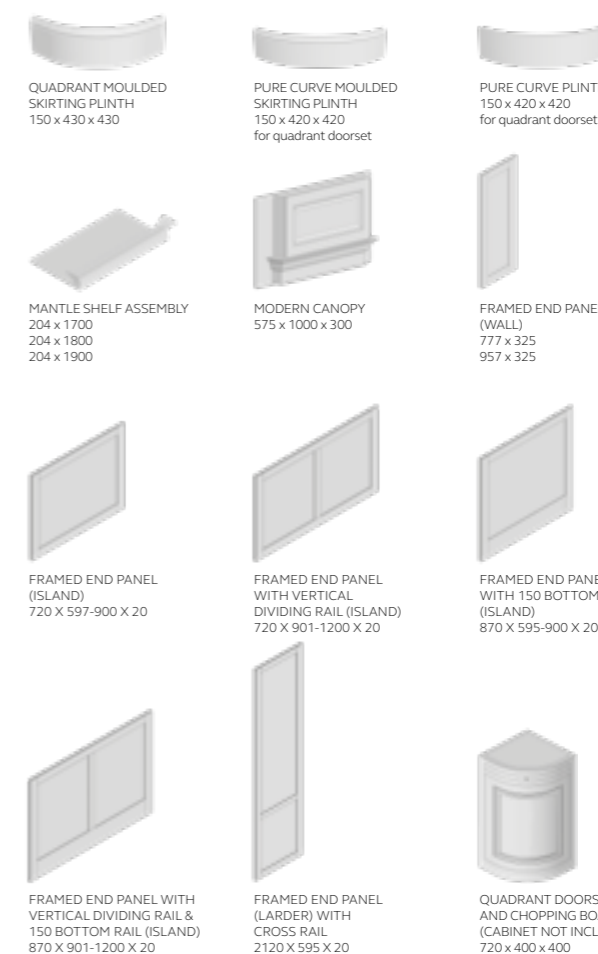 QUADRANT MOULDED
SKIRTING PLINTH
150 x 430 x 430
PURE CURVE MOULDED
SKIRTING PLINTH
150 x 420 x 420
for quadrant doorset
PURE CURVE PLINT
150 x 420 x 420
for quadrant doorset
MANTLE SHELF ASSEMBLY
204 x 1700
204 x 1800
204 x 1900
MODERN CANOPY
575 x 1000 x 300
FRAMED END PANE
(WALL)
777 x 325
957 x 325
FRAMED END PANEL
(ISLAND)
720 X 597-900 X 20
FRAMED END PANEL
WITH VERTICAL
DIVIDING RAIL (ISLAND)
720 X 901-1200 X 20
FRAMED END PANE
WITH 150 BOTTOM
(ISLAND)
870 X 595-900 X 20
FRAMED END PANEL WITH
VERTICAL DIVIDING RAIL &
150 BOTTOM RAIL (ISLAND)
870 X 901-1200 X 20
FRAMED END PANEL
(LARDER) WITH
CROSS RAIL
2120 X 595 X 20
QUADRANT DOORS
AND CHOPPING BO
(CABINET NOT INCL
720 x 400 x 400